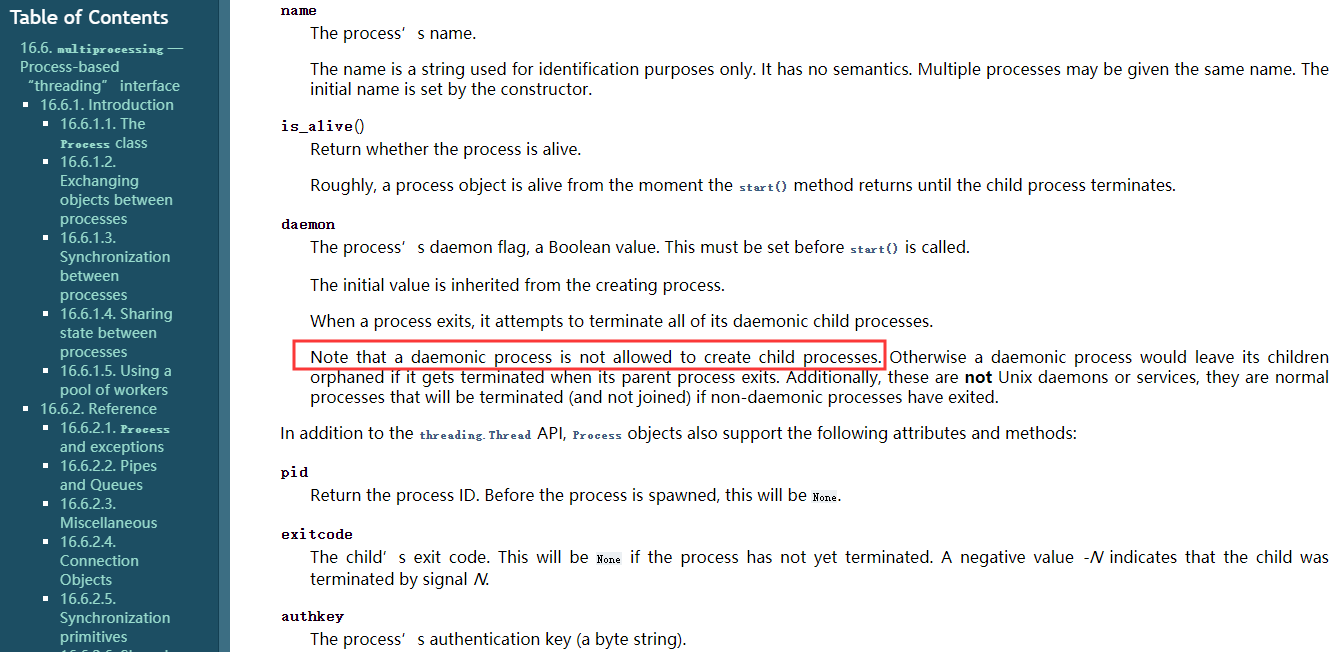 Table of Contents
16.6. multiprocessing —
Process-based
“threading” interface
16.6.1. Introduction
16.6.1.1. The
Process class
16.6.1.2.
Exchanging
objects between
processes
16.6.1.3.
Synchronization
between
processes
16.6.1.4. Sharing
state between
processes
16.6.1.5. Using a
pool of workers
16.6.2. Reference
16.6.2.1. Process
and exceptions
16.6.2.2. Pipes
and Queues
16.6.2.3.
Miscellaneous
16.6.2.4.
Connection
Objects
16.6.2.5.
Synchronization
primitives
name
The process’s name.
The name is a string used for identification purposes only. It has no semantics. Multiple processes may be given the same name. The
initial name is set by the constructor.
is_alive()
Return whether the process is alive.
Roughly, a process object is alive from the moment the start() method returns until the child process terminates.
daemon
The process’s daemon flag, a Boolean value. This must be set before start() is called.
The initial value is inherited from the creating process.
When a process exits, it attempts to terminate all of its daemonic child processes.
Note that a daemonic process is not allowed to create child processes. Otherwise a daemonic process would leave its children
orphaned if it gets terminated when its parent process exits. Additionally, these are not Unix daemons or services, they are normal
processes that will be terminated (and not joined) if non-daemonic processes have exited.
In addition to the threading.Thread API, Process objects also support the following attributes and methods:
pid
Return the process ID. Before the process is spawned, this will be None.
exitcode
The child’s exit code. This will be None if the process has not yet terminated. A negative value -N indicates that the child was
terminated by signal N.
authkey
The process’s authentication key (a byte string).